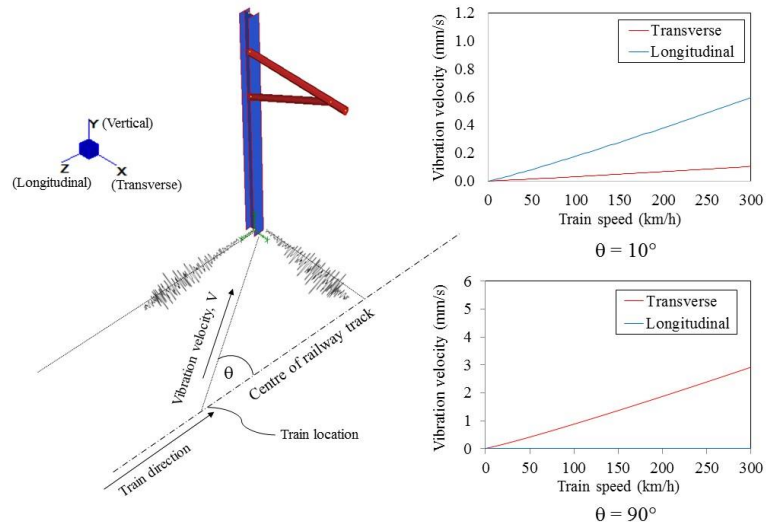 Y (Vertical)
Z
(Longitudinal)
X
(Transverse)
Vibration velocity, V
θ
Centre of railway track
Train location
Train direction
Vibration velocity (mm/s)
1.2
1.0
0.8
0.6
0.4
0.2
0.0
Transverse
Longitudinal
0 50 100 150 200 250 300
Train speed (km/h)
θ = 10°
Vibration velocity (mm/s)
6
5
4
3
2
1
0
Transverse
Longitudinal
0 50 100 150 200 250 300
Train speed (km/h)
θ = 90°